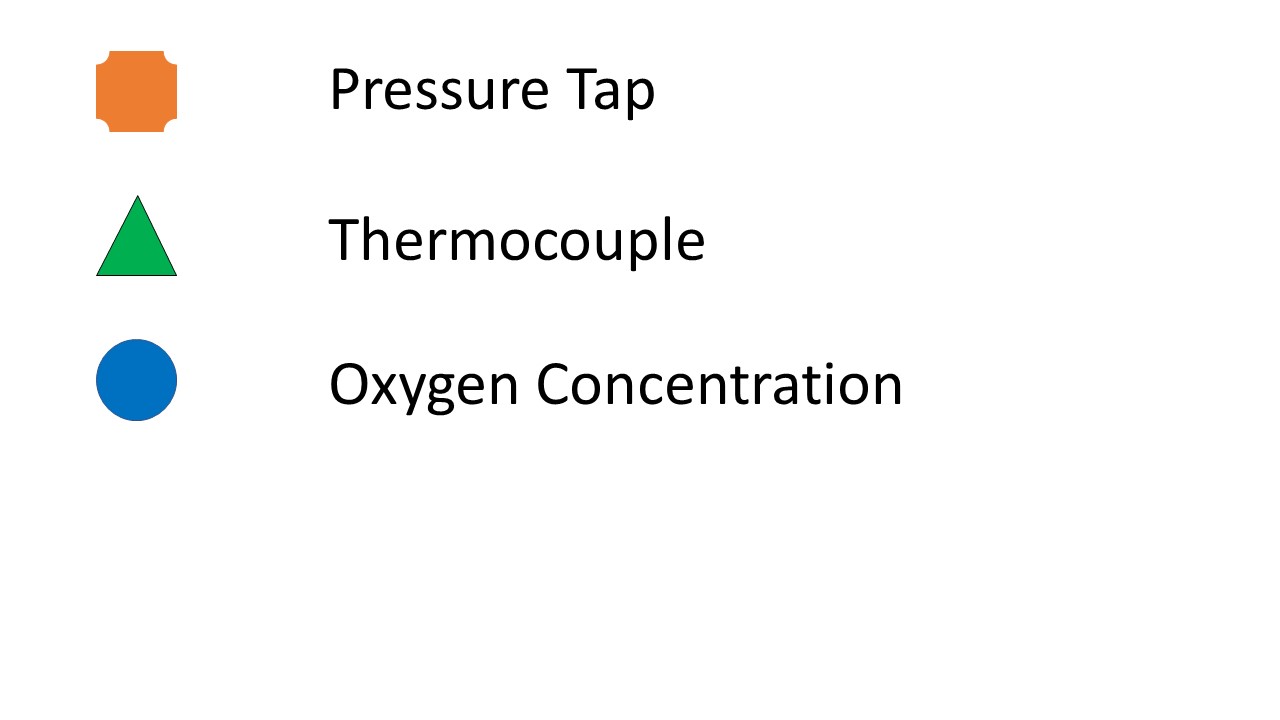 Pressure Tap
Thermocouple
Oxygen Concentration